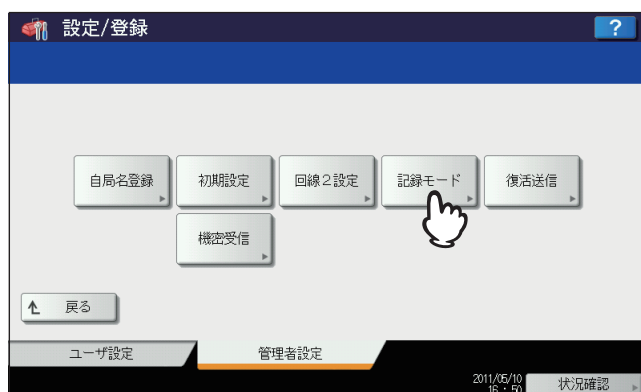 設定/登録
?
自局名登録
初期設定
回線２設定
記録モード
復活送信
機密受信
戻る
ユーザ設定
管理者設定
2011/05/10
16 : 50
状況確認